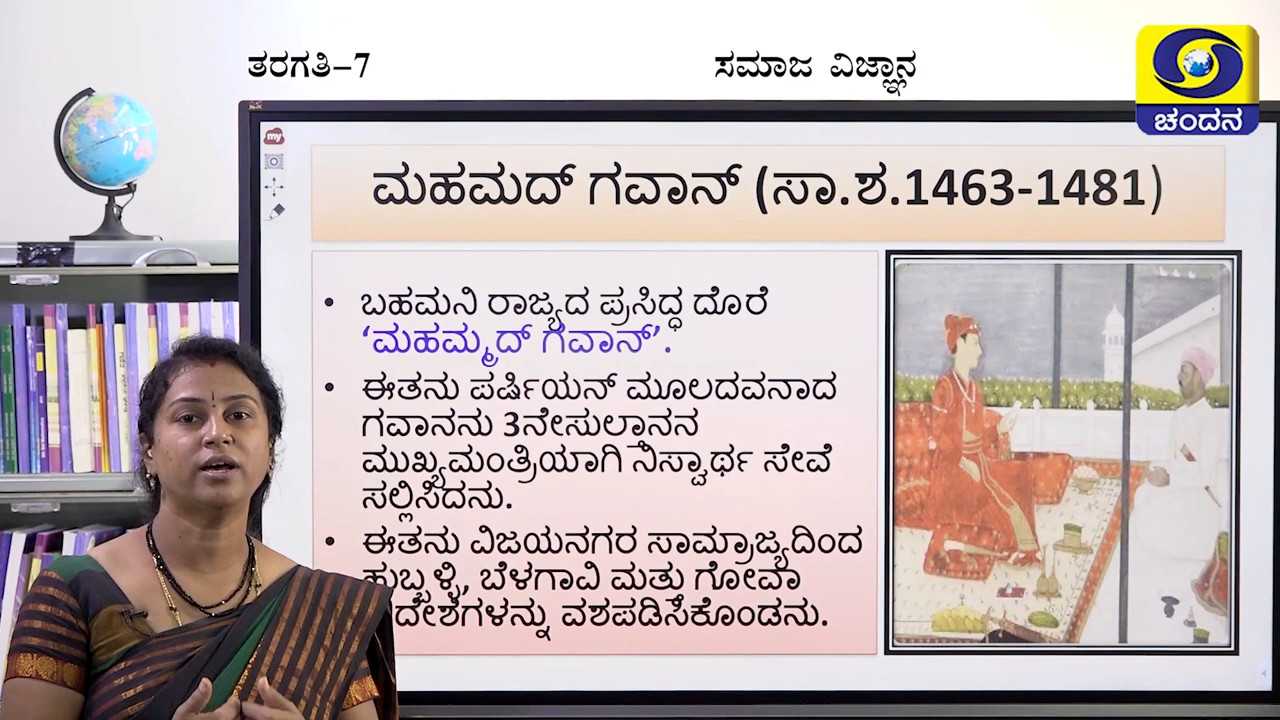 ತರಗತಿ-7
ಸಮಾಜ ವಿಜ್ಞಾನ
ಚಂದನ
my
ಮಹಮದ್ ಗವಾನ್ (ಸಾ.ಶ.1463-1481)
• ಬಹಮನಿ ರಾಜ್ಯದ ಪ್ರಸಿದ್ಧ ದೊರೆ
‘ಮಹಮ್ಮದ್ ಗವಾನ್’.
• ಈತನು ಪರ್ಷಿಯನ್ ಮೂಲದವನಾದ
ಗವಾನನು 3ನೇಸುಲ್ತಾನನ
ಮುಖ್ಯಮಂತ್ರಿಯಾಗಿ ನಿಸ್ವಾರ್ಥ ಸೇವೆ
ಸಲ್ಲಿಸಿದನು.
• ಈತನು ವಿಜಯನಗರ ಸಾಮ್ರಾಜ್ಯದಿಂದ
ಹುಬ್ಬಳ್ಳಿ, ಬೆಳಗಾವಿ ಮತ್ತು ಗೋವಾ
ದೇಶಗಳನ್ನು ವಶಪಡಿಸಿಕೊಂಡನು.